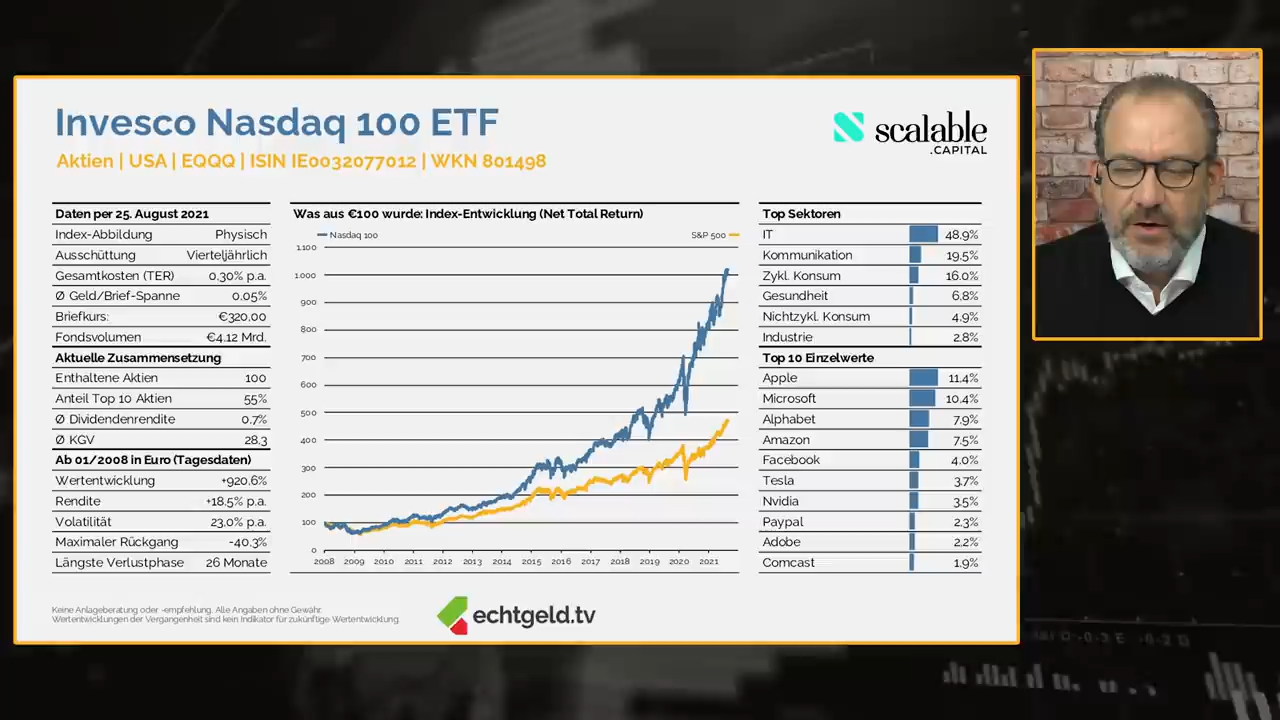 Invesco Nasdaq 100 ETF
Aktien | USA | EQQQ | ISIN IE0032077012 | WKN 801498
scalable
.CAPITAL
Daten per 25. August 2021
Index-Abbildung Physisch
Ausschüttung Vierteljährlich
Gesamtkosten (TER) 0,30% p.a.
Ø Geld/Brief-Spanne 0.05%
Briefkurs: €320.00
Fondsvolumen €4.12 Mrd.
Aktuelle Zusammensetzung
Enthaltene Aktien 100
Anteil Top 10 Aktien 55%
Ø Dividendenrendite 0.7%
Ø KGV 28,3
Ab 01/2008 in Euro (Tagesdaten)
Wertentwicklung +920,6%
Rendite +18,5% p.a.
Volatilität 23,0% p.a.
Maximaler Rückgang -40,3%
Längste Verlustphase 26 Monate
Was aus €100 wurde: Index-Entwicklung (Net Total Return)
Nasdaq 100 S&P 500
1.100
1.000
900
800
700
600
500
400
300
200
100
0
2008 2009 2010 2011 2012 2013 2014 2015 2016 2017 2018 2019 2020 2021
Top Sektoren
IT 48,9%
Kommunikation 19,5%
Zykl. Konsum 16.0%
Gesundheit 6,8%
Nichtzykl. Konsum 4,9%
Industrie 2.8%
Top 10 Einzelwerte
Apple 11.4%
Microsoft 10.4%
Alphabet 7,9%
Amazon 7.5%
Facebook 4.0%
Tesla 3.7%
Nvidia 3,5%
Paypal 2,3%
Adobe 2,2%
Comcast 1,9%
Keine Anlageberatung oder -empfehlung. Alle Angaben ohne Gewähr.
Wertentwicklungen der Vergangenheit sind kein Indikator für zukünftige Wertentwicklung.
echtgeld.tv